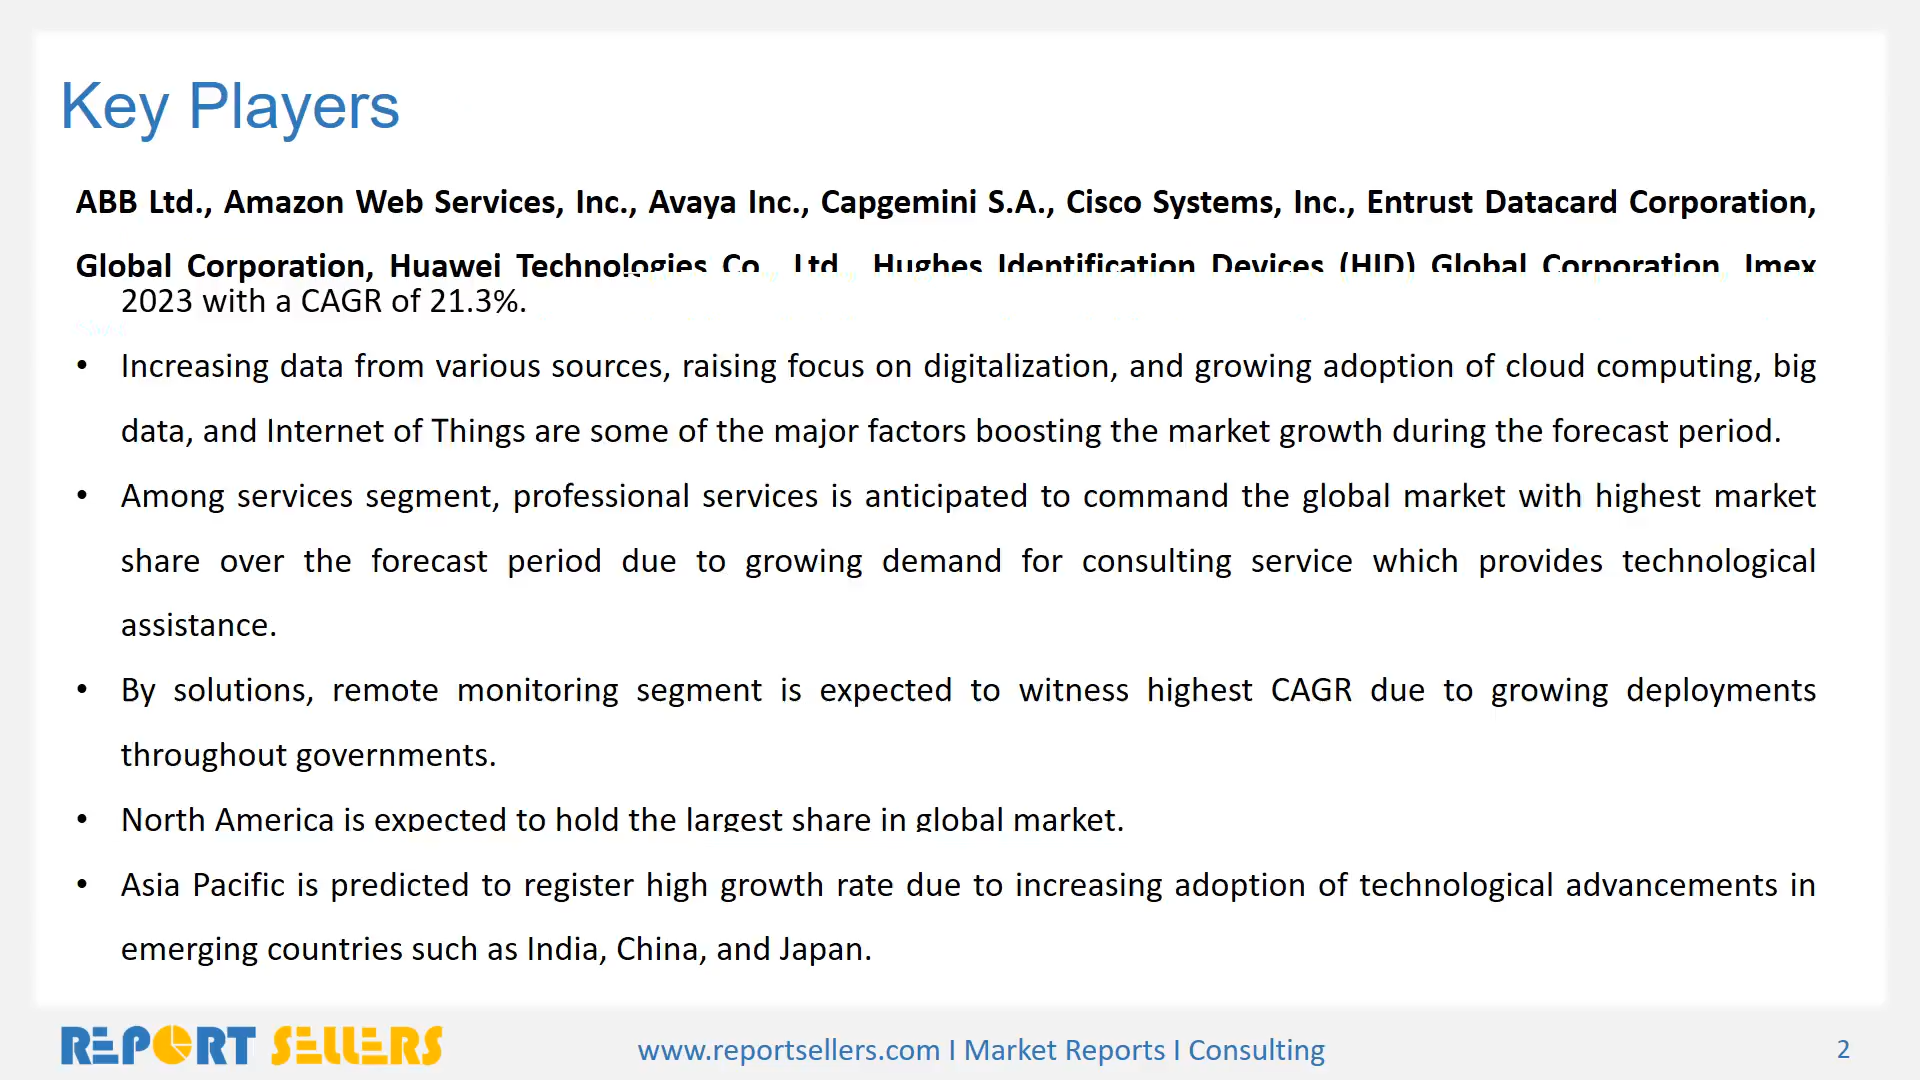 Key Players
ABB Ltd., Amazon Web Services, Inc., Avaya Inc., Capgemini S.A., Cisco Systems, Inc., Entrust Datacard Corporation,
Global Corporation, Huawei Technologies Co., Ltd., Hughes Identification Devices (HID) Global Corporation, Imex
2023 with a CAGR of 21.3%.
• Increasing data from various sources, raising focus on digitalization, and growing adoption of cloud computing, big
data, and Internet of Things are some of the major factors boosting the market growth during the forecast period.
• Among services segment, professional services is anticipated to command the global market with highest market
share over the forecast period due to growing demand for consulting service which provides technological
assistance.
• By solutions, remote monitoring segment is expected to witness highest CAGR due to growing deployments
throughout governments.
• North America is expected to hold the largest share in global market.
• Asia Pacific is predicted to register high growth rate due to increasing adoption of technological advancements in
emerging countries such as India, China, and Japan.
REPORT SELLERS
www.reportsellers.com I Market Reports I Consulting
2